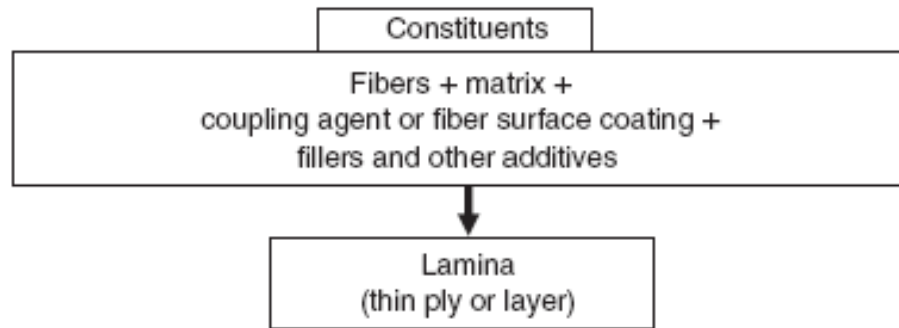 Constituents
Fibers + matrix +
coupling agent or fiber surface coating +
fillers and other additives
Lamina
(thin ply or layer)